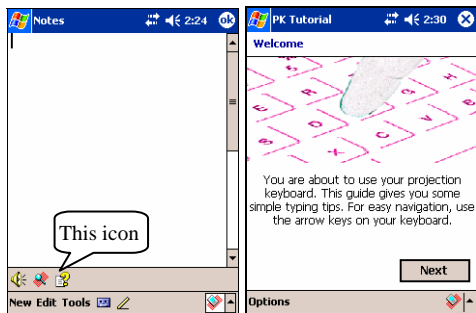 Notes 2:24 ok
This icon
New Edit Tools
PK Tutorial 2:30
Welcome
E R S D X C V G H N
You are about to use your projection
keyboard. This guide gives you some
simple typing tips. For easy navigation, use
the arrow keys on your keyboard.
Next
Options